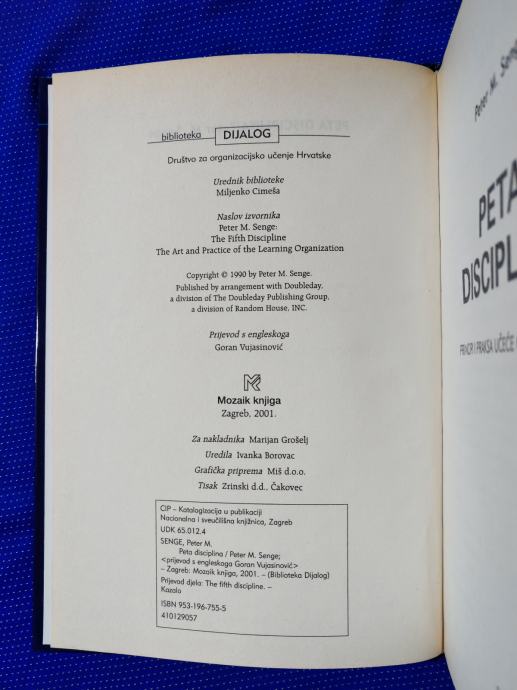 biblioteka DIJALOG
Društvo za organizacijsko učenje Hrvatske
Urednik biblioteke
Miljenko Cimeša
Naslov izvornika
Peter M. Senge:
The Fifth Discipline
The Art and Practice of the Learning Organization
Copyright © 1990 by Peter M. Senge.
Published by arrangement with Doubleday,
a division of The Doubleday Publishing Group,
a division of Random House, INC.
Prijevod s engleskoga
Goran Vujasinović
Mozaik knjiga
Zagreb, 2001.
Za nakladnika Marijan Grošelj
Uredila Ivanka Borovac
Grafička priprema Miš d.o.o.
Tisak Zrinski d.d., Čakovec
CIP – Katalogizacija u publikaciji
Nacionalna i sveučilišna knjižnica, Zagreb
UDK 65.012.4
SENGE, Peter M.
Peta disciplina / Peter M. Senge;
<prijevod s engleskoga Goran Vujasinović>
– Zagreb: Mozaik knjiga, 2001. – (Biblioteka Dijalog)
Prijevod djela: The fifth discipline. –
Kazalo
ISBN 953-196-755-5
410129057
Peter M. Senge
PETA
DISCIPL
PRINCIPI I PRAKSA UČEĆE